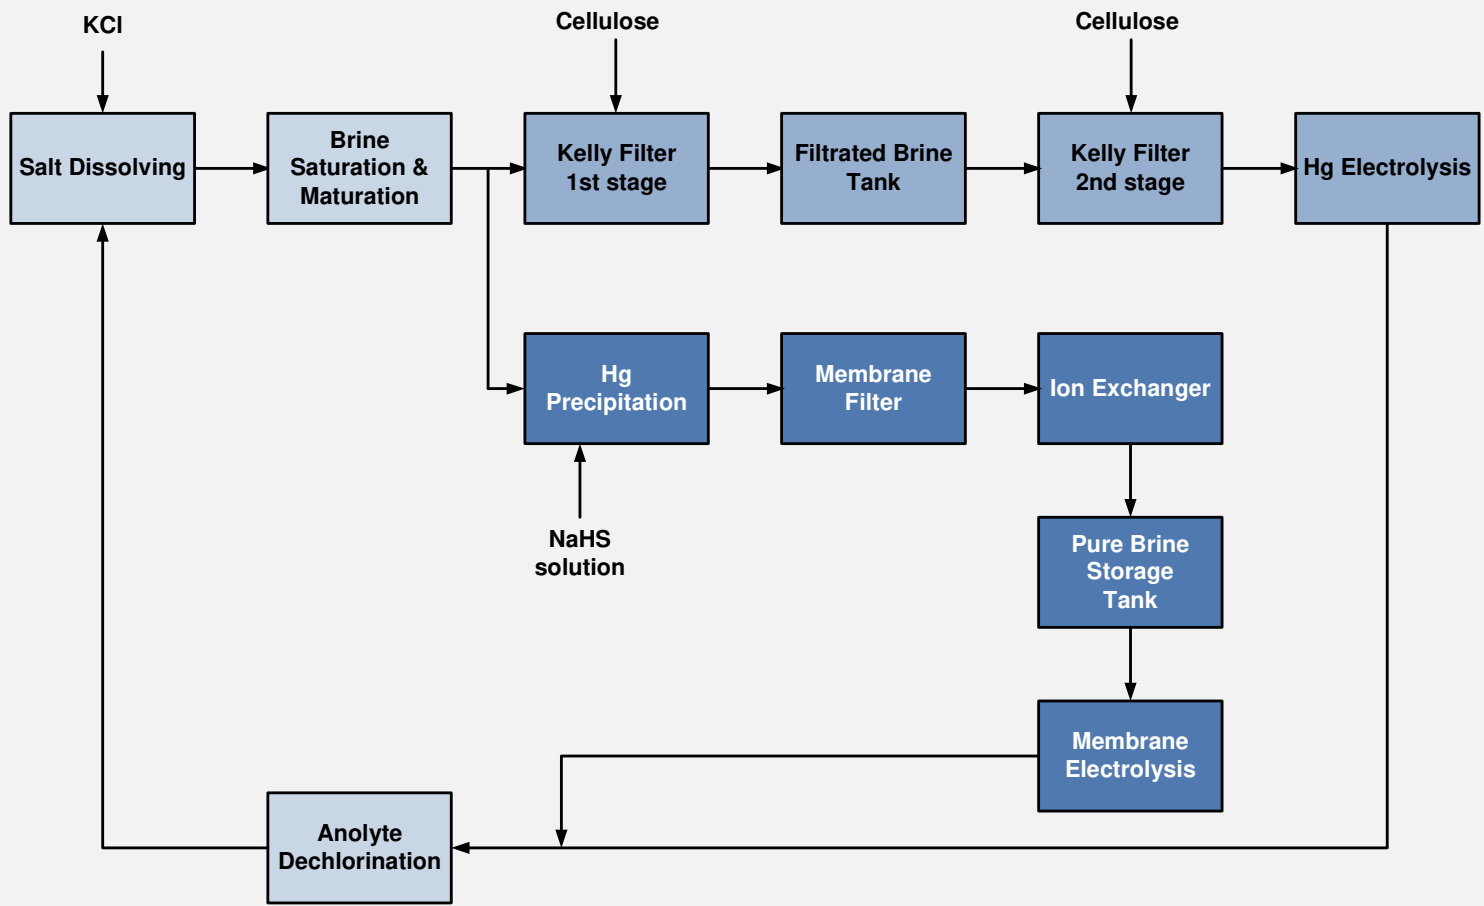 KCl
Cellulose
Cellulose
Salt Dissolving
Brine
Saturation &
Maturation
Kelly Filter
1st stage
Filtrated Brine
Tank
Kelly Filter
2nd stage
Hg Electrolysis
Hg
Precipitation
Membrane
Filter
Ion Exchanger
NaHS
solution
Pure Brine
Storage
Tank
Membrane
Electrolysis
Anolyte
Dechlorination